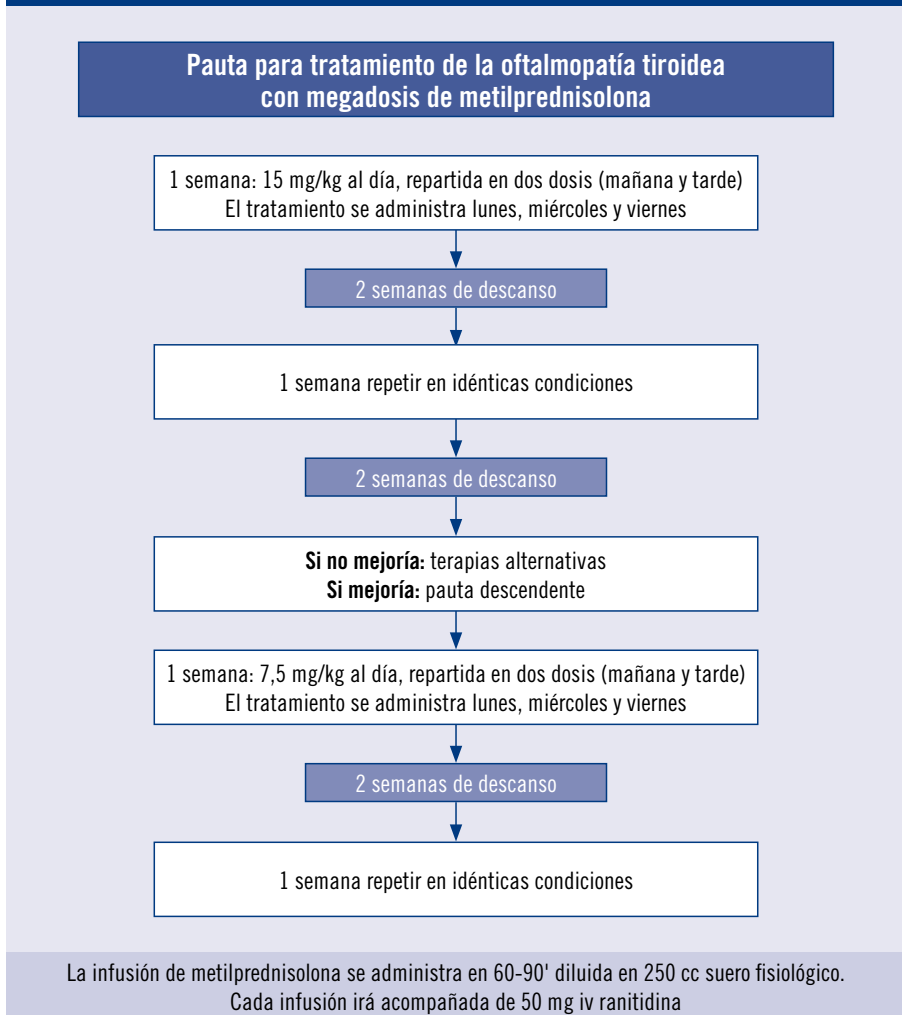 Pauta para tratamiento de la oftalmopatía tiroidea
con megadosis de metilprednisolona
1 semana: 15 mg/kg al día, repartida en dos dosis (mañana y tarde)
El tratamiento se administra lunes, miércoles y viernes
2 semanas de descanso
1 semana repetir en idénticas condiciones
2 semanas de descanso
Si no mejoría: terapias alternativas
Si mejoría: pauta descendente
1 semana: 7,5 mg/kg al día, repartida en dos dosis (mañana y tarde)
El tratamiento se administra lunes, miércoles y viernes
2 semanas de descanso
1 semana repetir en idénticas condiciones
La infusión de metilprednisolona se administra en 60-90' diluida en 250 cc suero fisiológico.
Cada infusión irá acompañada de 50 mg iv ranitidina